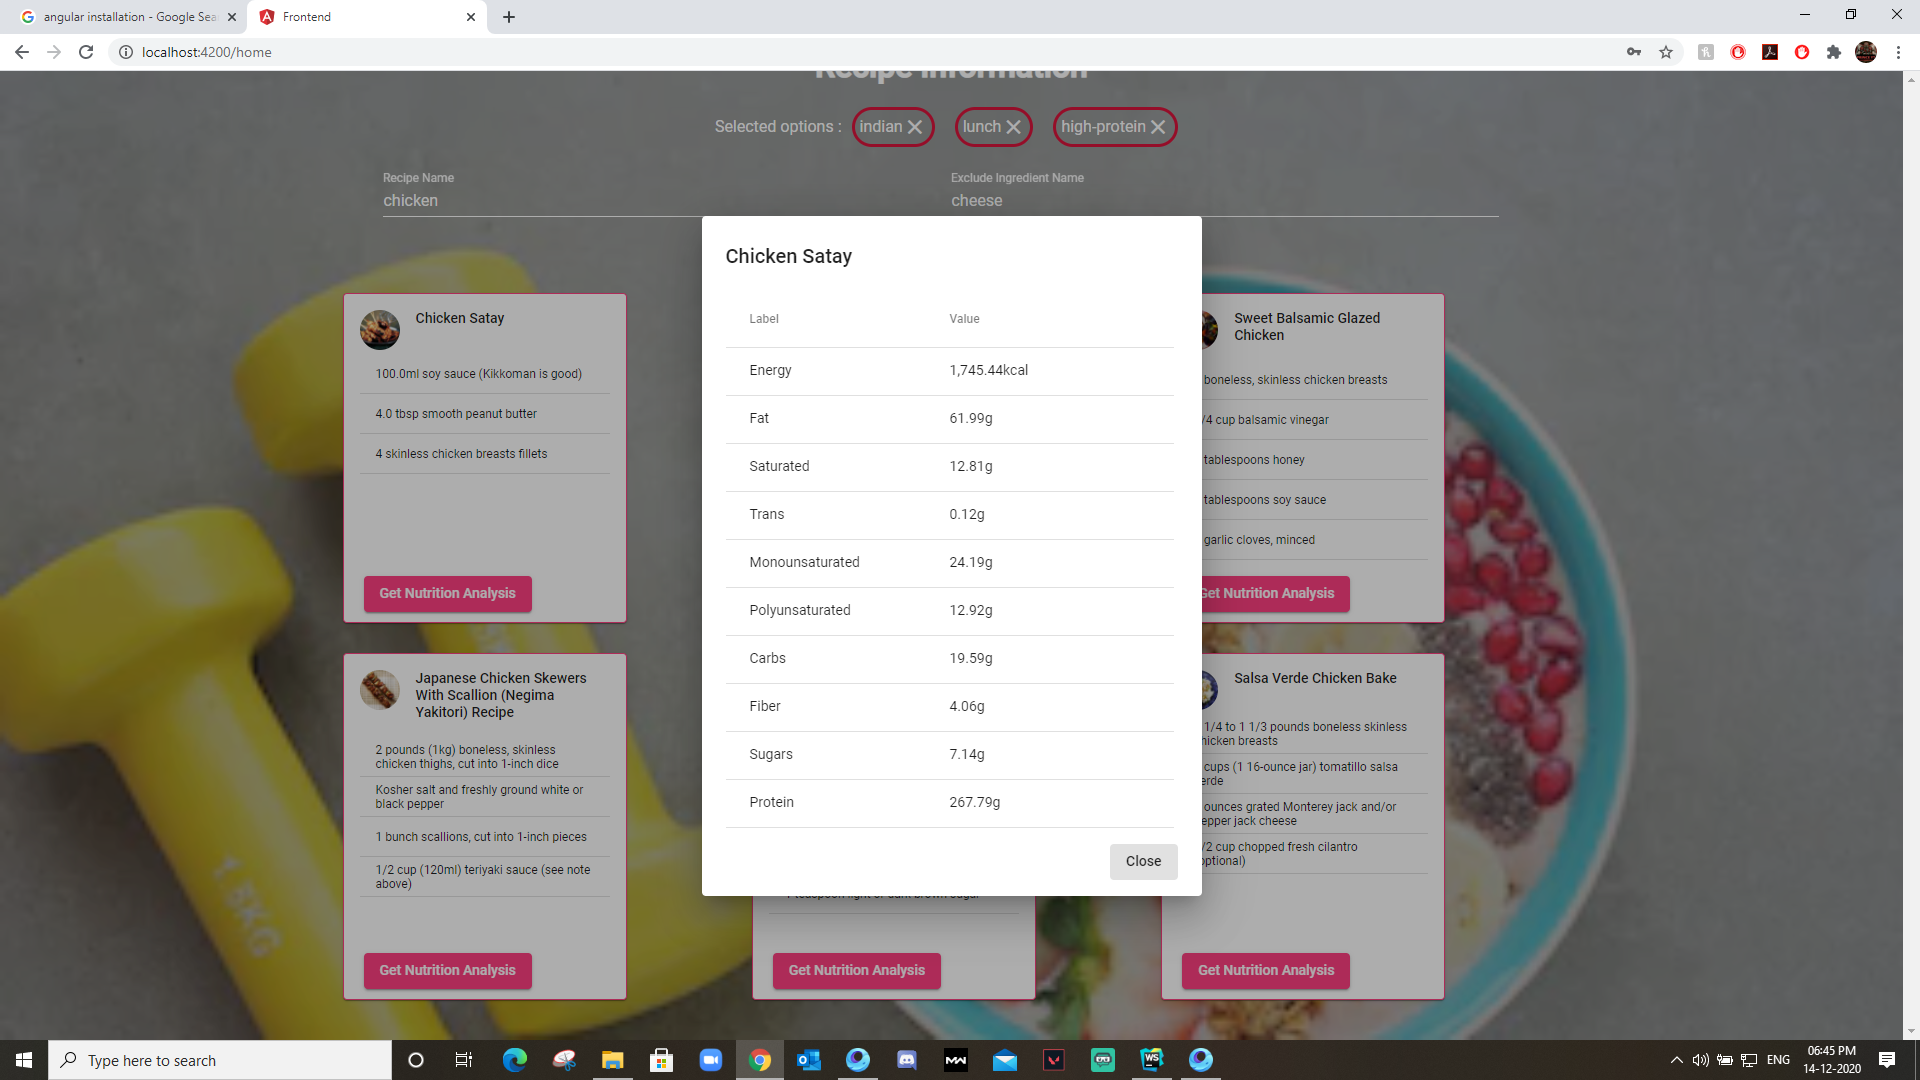 angular installation - Google Sea
Frontend
localhost:4200/home
Recipe Information
Selected options :
indian
lunch
high-protein
Recipe Name
chicken
Exclude Ingredient Name
cheese
Chicken Satay
100.0ml soy sauce (Kikkoman is good)
4.0 tbsp smooth peanut butter
4 skinless chicken breasts fillets
Get Nutrition Analysis
Chicken Satay
Label Value
Energy 1,745.44kcal
Fat 61.99g
Saturated 12.81g
Trans 0.12g
Monounsaturated 24.19g
Polyunsaturated 12.92g
Carbs 19.59g
Fiber 4.06g
Sugars 7.14g
Protein 267.79g
Close
Sweet Balsamic Glazed
Chicken
boneless, skinless chicken breasts
/4 cup balsamic vinegar
tablespoons honey
tablespoons soy sauce
garlic cloves, minced
Get Nutrition Analysis
Japanese Chicken Skewers
With Scallion (Negima
Yakitori) Recipe
2 pounds (1kg) boneless, skinless
chicken thighs, cut into 1-inch dice
Kosher salt and freshly ground white or
black pepper
1 bunch scallions, cut into 1-inch pieces
1/2 cup (120ml) teriyaki sauce (see note
above)
Get Nutrition Analysis
Get Nutrition Analysis
Salsa Verde Chicken Bake
1/4 to 1 1/3 pounds boneless skinless
hicken breasts
cups (1 16-ounce jar) tomatillo salsa
erde
ounces grated Monterey jack and/or
epper jack cheese
/2 cup chopped fresh cilantro
optional)
Get Nutrition Analysis
1.8KG
Type here to search
ENG
06:45 PM
14-12-2020